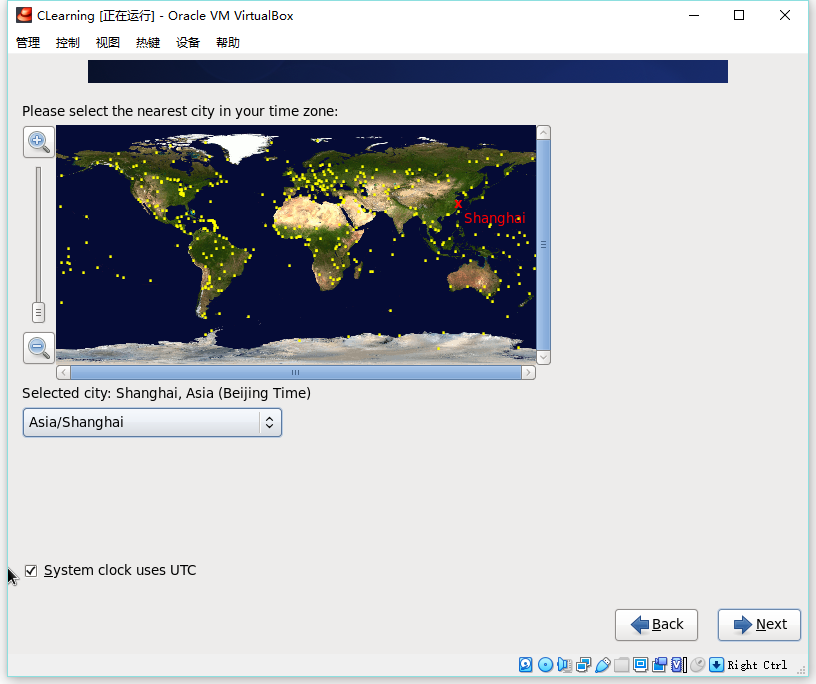 CLearning [正在运行] - Oracle VM VirtualBox
管理 控制 视图 热键 设备 帮助
Please select the nearest city in your time zone:
x
Shanghai
Selected city: Shanghai, Asia (Beijing Time)
Asia/Shanghai
System clock uses UTC
Back Next
Right Ctrl